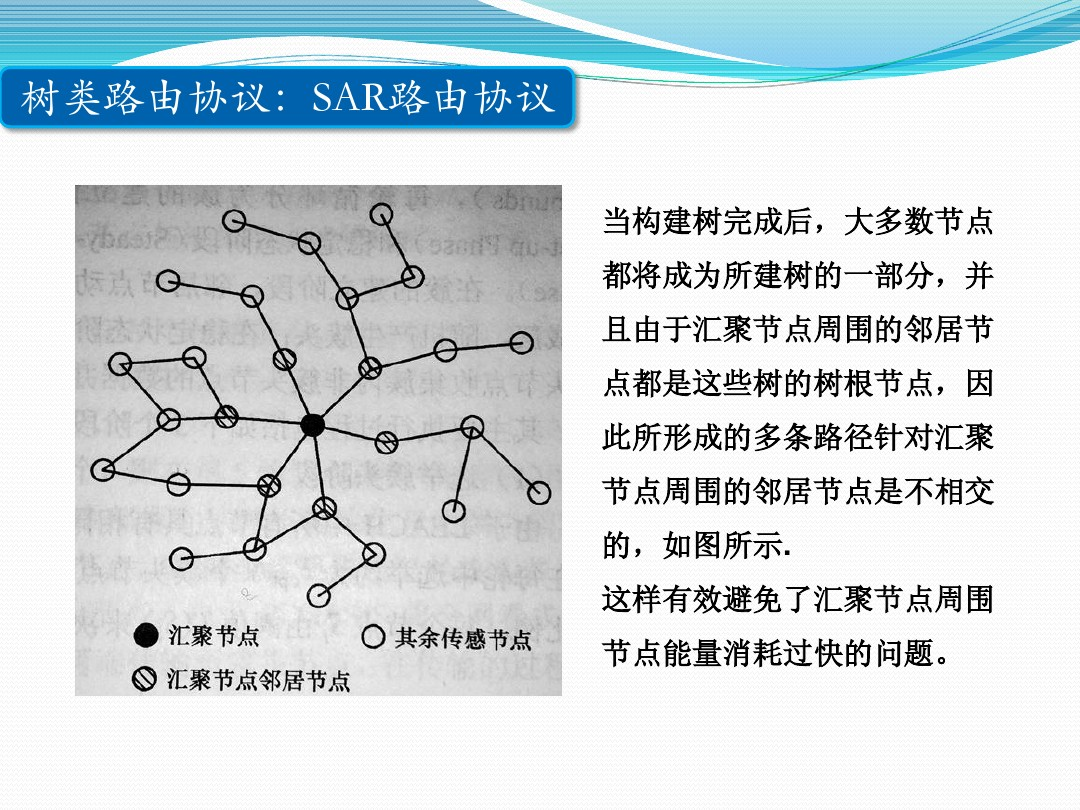 树类路由协议：SAR路由协议
当构建树完成后，大多数节点
都将成为所建树的一部分，并
且由于汇聚节点周围的邻居节
点都是这些树的树根节点，因
此所形成的多条路径针对汇聚
节点周围的邻居节点是不相交
的，如图所示.
这样有效避免了汇聚节点周围
节点能量消耗过快的问题。
汇聚节点
其余传感节点
汇聚节点邻居节点